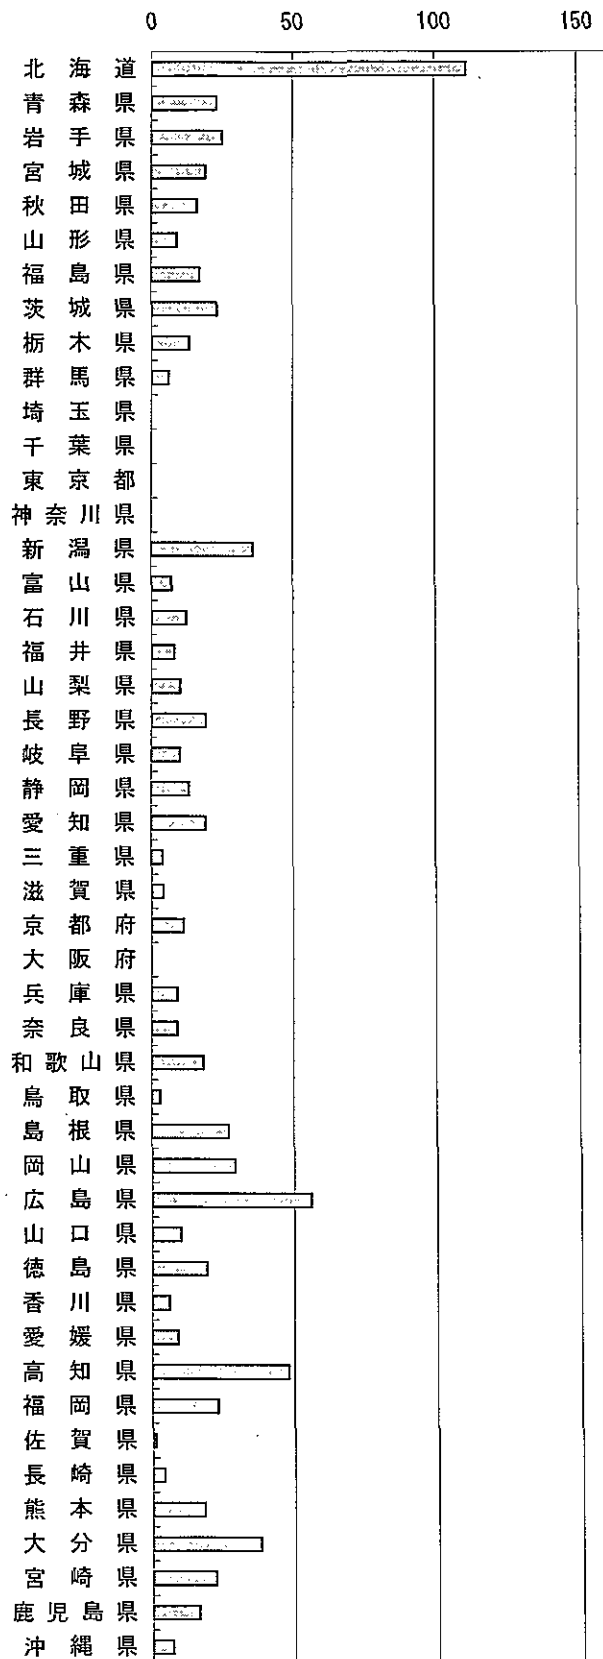 0 50 100 150
北海道
青森県
岩手県
宮城県
秋田県
山形県
福島県
茨城県
栃木県
群馬県
埼玉県
千葉県
東京都
神奈川県
新潟県
富山県
石川県
福井県
山梨県
長野県
岐阜県
静岡県
愛知県
三重県
滋賀県
京都府
大阪府
兵庫県
奈良県
和歌山県
鳥取県
島根県
岡山県
広島県
山口県
徳島県
香川県
愛媛県
高知県
福岡県
佐賀県
長崎県
熊本県
大分県
宮崎県
鹿児島県
沖縄県